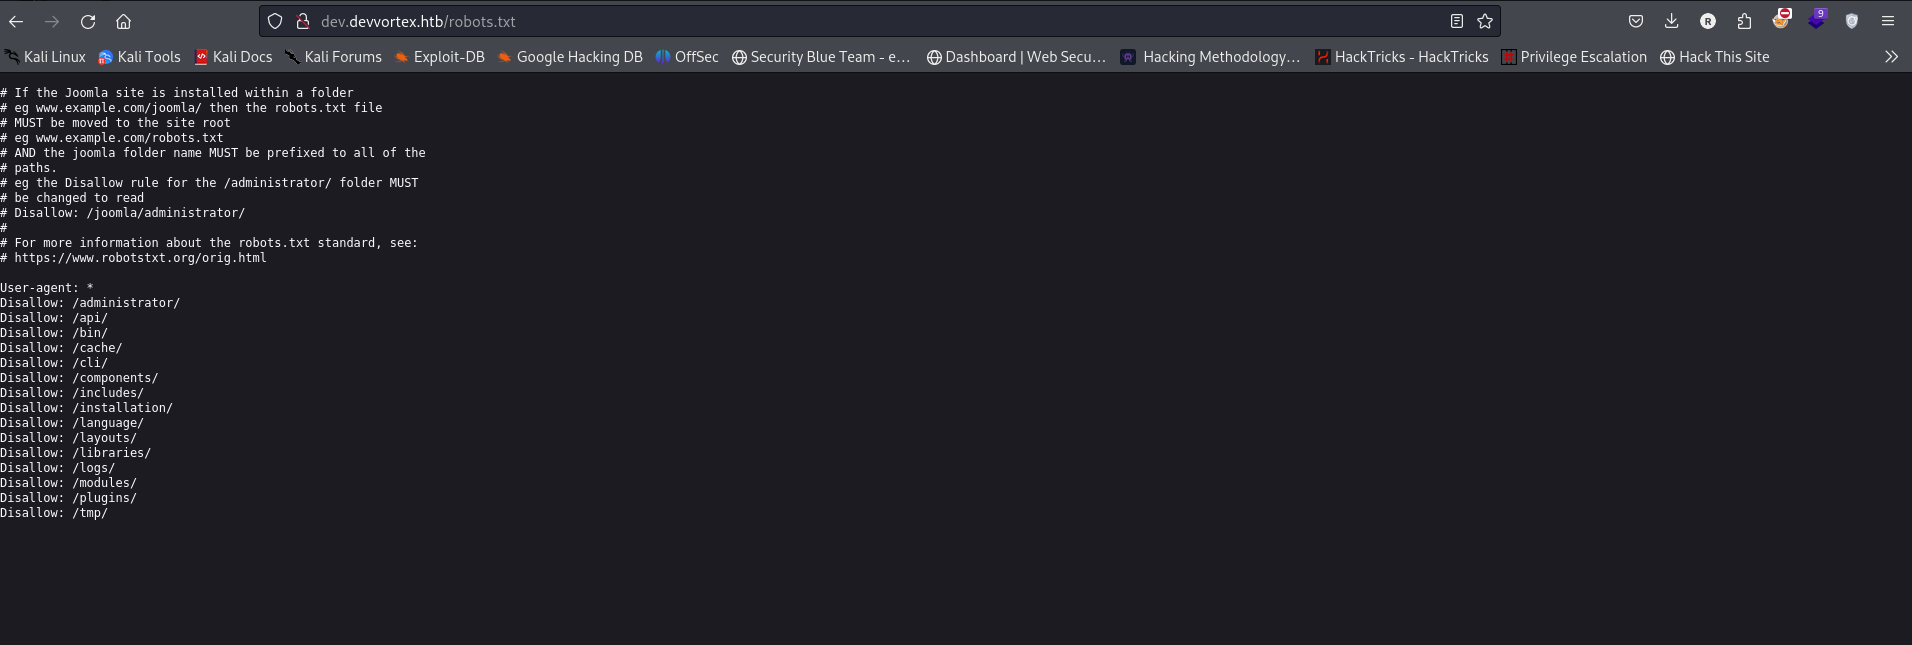 dev.devvortex.htb/robots.txt
9
Kali Linux Kali Tools Kali Docs Kali Forums Exploit-DB Google Hacking DB OffSec Security Blue Team - e... Dashboard | Web Secu... Hacking Methodology... HackTricks - HackTricks Privilege Escalation Hack This Site
# If the Joomla site is installed within a folder
# eg www.example.com/joomla/ then the robots.txt file
# MUST be moved to the site root
# eg www.example.com/robots.txt
# AND the joomla folder name MUST be prefixed to all of the
# paths.
# eg the Disallow rule for the /administrator/ folder MUST
# be changed to read
# Disallow: /joomla/administrator/
#
# For more information about the robots.txt standard, see:
# https://www.robotstxt.org/orig.html
User-agent: *
Disallow: /administrator/
Disallow: /api/
Disallow: /bin/
Disallow: /cache/
Disallow: /cli/
Disallow: /components/
Disallow: /includes/
Disallow: /installation/
Disallow: /language/
Disallow: /layouts/
Disallow: /libraries/
Disallow: /logs/
Disallow: /modules/
Disallow: /plugins/
Disallow: /tmp/